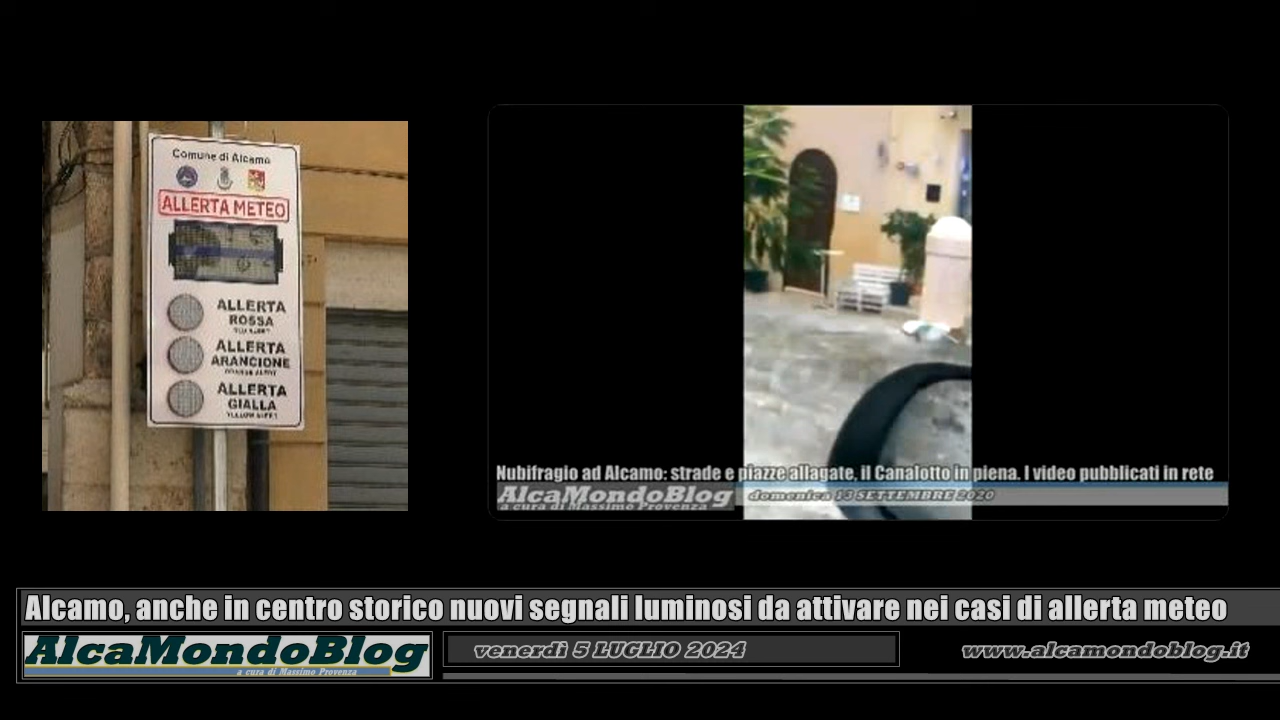 Comune di Alcamo
ALLERTA METEO
ALLERTA
ROSSA
ALLERTA
ARANCIONE
ALLERTA
GIALLA
Nubifragio ad Alcamo: strade e piazze allagate, il Canalotto in piena. I video pubblicati in rete
AlcaMondoBlog
a cura di Massimo Provenza
domenica 13 SETTEMBRE 2020
Alcamo, anche in centro storico nuovi segnali luminosi da attivare nei casi di allerta meteo
AlcaMondoBlog
a cura di Massimo Provenza
venerdì 5 LUGLIO 2024
www.alcamondoblog.it